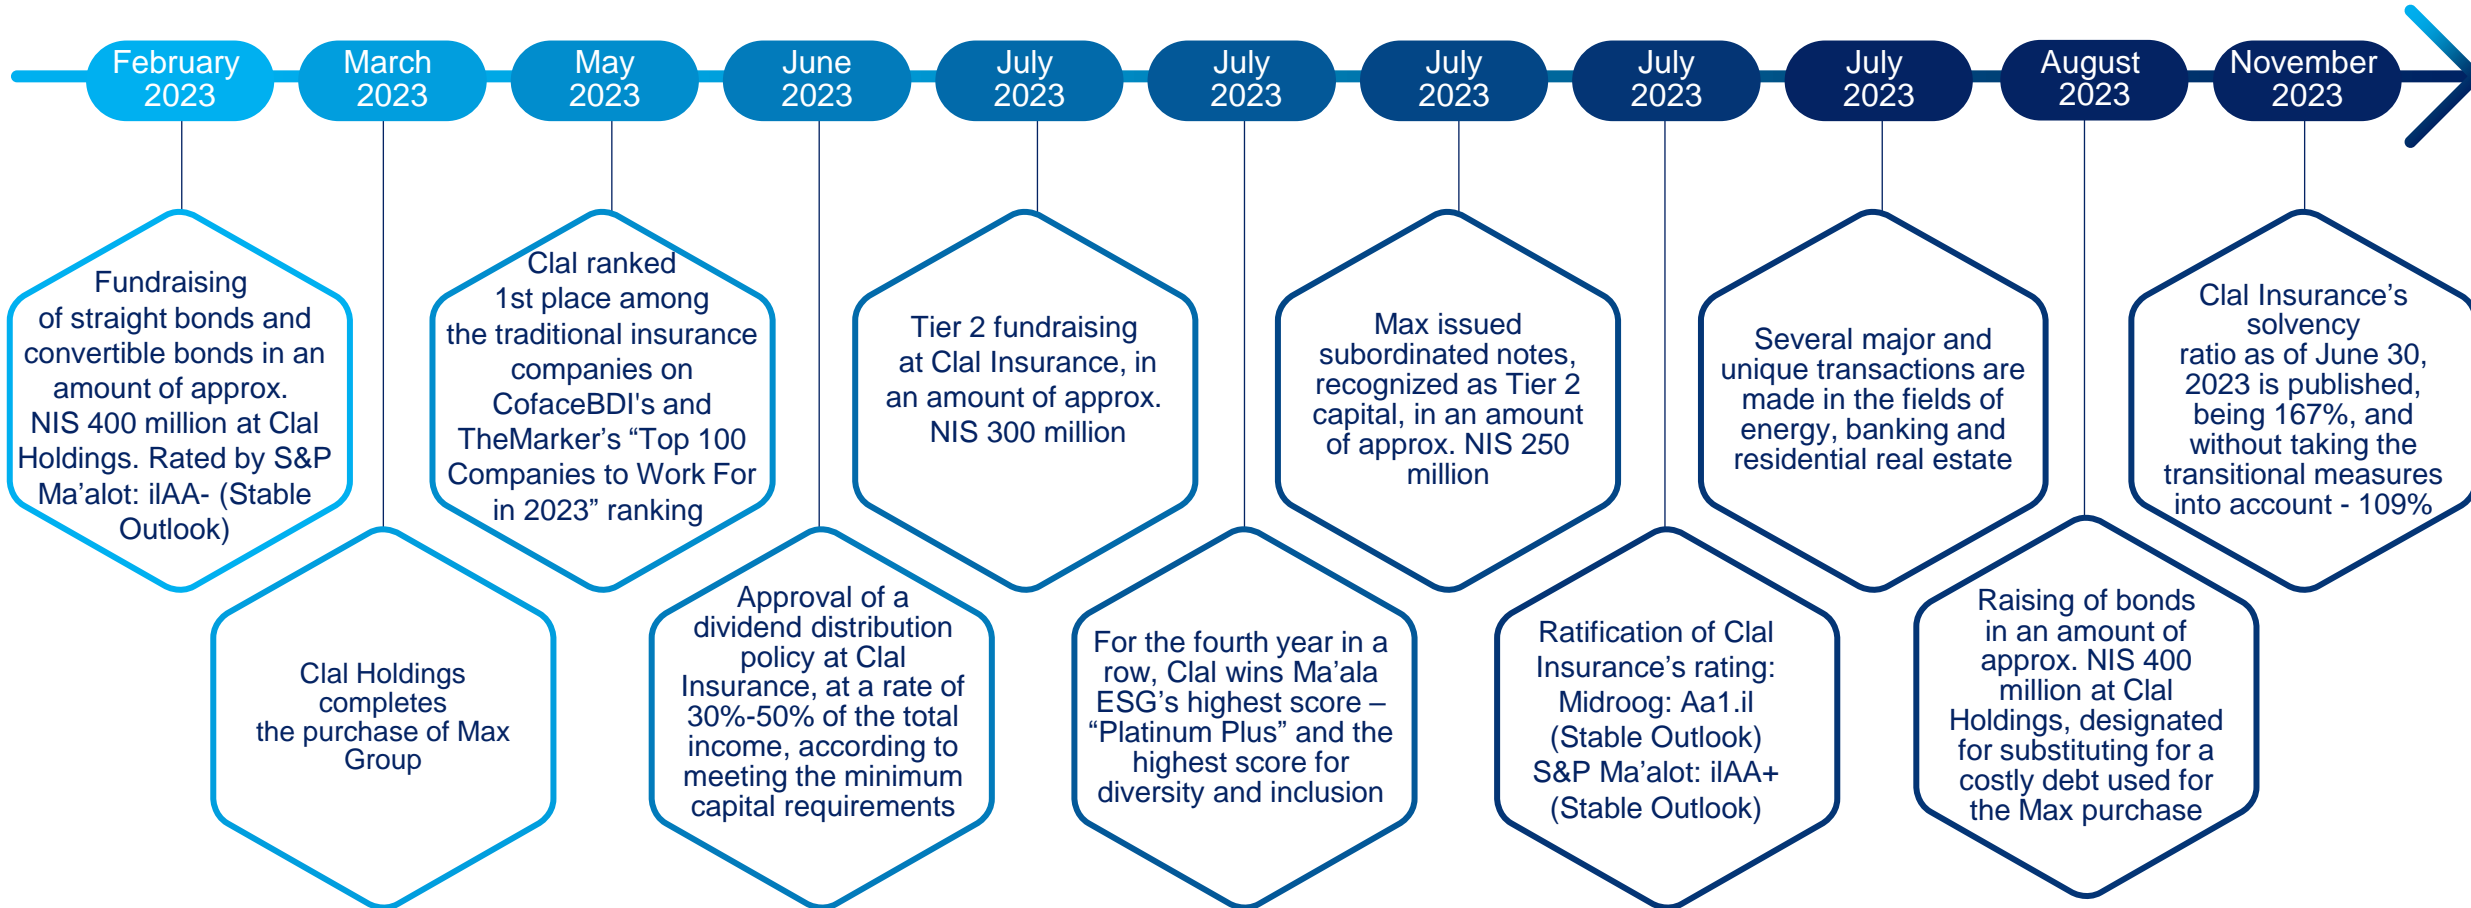 February
2023
March
2023
May
2023
June
2023
July
2023
July
2023
July
2023
July
2023
July
2023
August
2023
November
2023
Fundraising
of straight bonds and
convertible bonds in an
amount of approx.
NIS 400 million at Clal
Holdings. Rated by S&P
Ma’alot: ilAA- (Stable
Outlook)
Clal Holdings
completes
the purchase of Max
Group
Clal ranked
1st place among
the traditional insurance
companies on
CofaceBDI's and
TheMarker’s “Top 100
Companies to Work For
in 2023” ranking
Approval of a
dividend distribution
policy at Clal
Insurance, at a rate of
30%-50% of the total
income, according to
meeting the minimum
capital requirements
Tier 2 fundraising
at Clal Insurance, in
an amount of approx.
NIS 300 million
For the fourth year in a
row, Clal wins Ma’ala
ESG’s highest score –
“Platinum Plus” and the
highest score for
diversity and inclusion
Max issued
subordinated notes,
recognized as Tier 2
capital, in an amount
of approx. NIS 250
million
Ratification of Clal
Insurance’s rating:
Midroog: Aa1.il
(Stable Outlook)
S&P Ma’alot: ilAA+
(Stable Outlook)
Several major and
unique transactions are
made in the fields of
energy, banking and
residential real estate
Raising of bonds
in an amount of
approx. NIS 400
million at Clal
Holdings, designated
for substituting for a
costly debt used for
the Max purchase
Clal Insurance’s
solvency
ratio as of June 30,
2023 is published,
being 167%, and
without taking the
transitional measures
into account - 109%